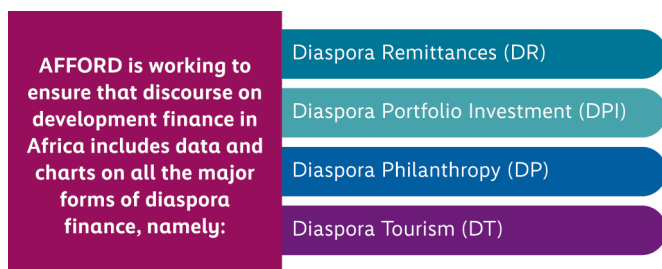 AFFORD is working to
ensure that discourse on
development finance in
Africa includes data and
charts on all the major
forms of diaspora
finance, namely:
Diaspora Remittances (DR)
Diaspora Portfolio Investment (DPI)
Diaspora Philanthropy (DP)
Diaspora Tourism (DT)